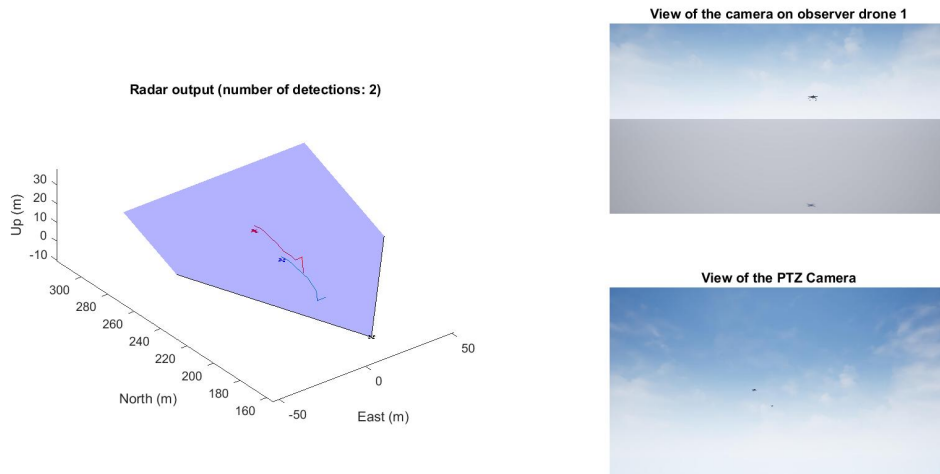 View of the camera on observer drone 1
Radar output (number of detections: 2)
30
20
10
0
-10
Up (m)
300
280
260
240
220
200
180
160
North (m)
-50
0
50
East (m)
View of the PTZ Camera